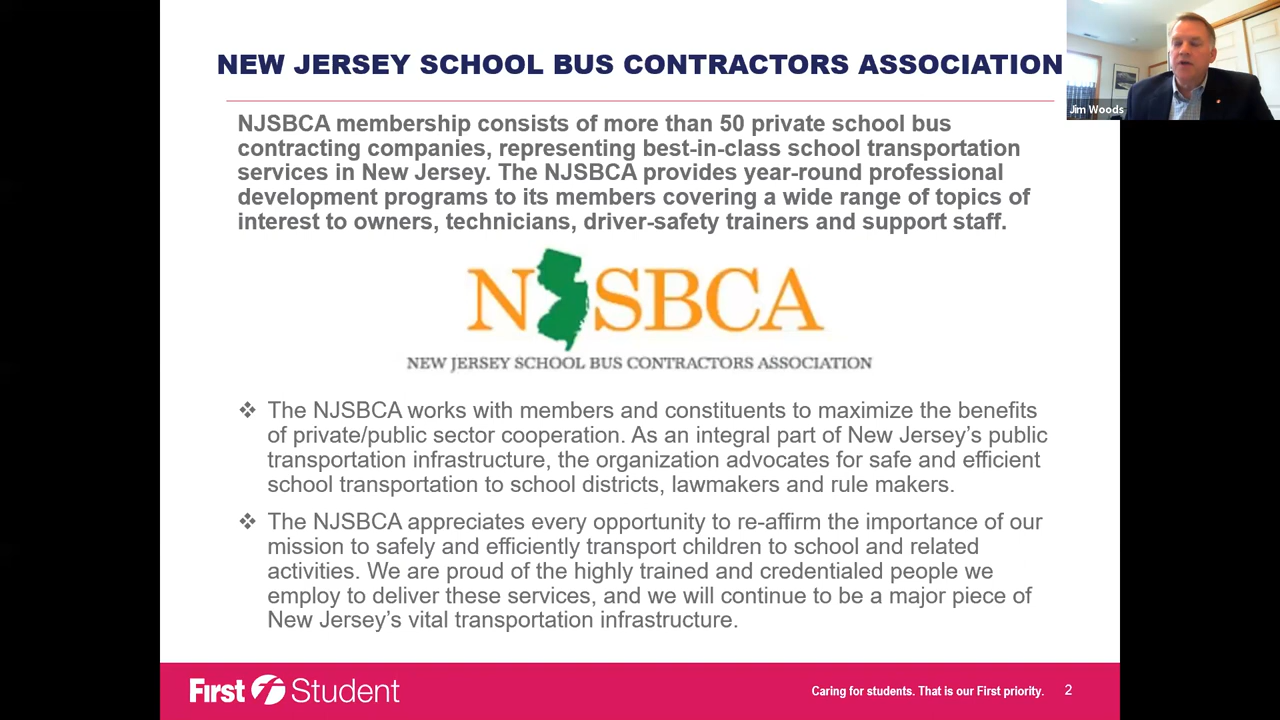 NEW JERSEY SCHOOL BUS CONTRACTORS ASSOCIATION
Jim Woods
NJSBCA membership consists of more than 50 private school bus
contracting companies, representing best-in-class school transportation
services in New Jersey. The NJSBCA provides year-round professional
development programs to its members covering a wide range of topics of
interest to owners, technicians, driver-safety trainers and support staff.
NJSBCA
NEW JERSEY SCHOOL BUS CONTRACTORS ASSOCIATION
❖ The NJSBCA works with members and constituents to maximize the benefits
of private/public sector cooperation. As an integral part of New Jersey’s public
transportation infrastructure, the organization advocates for safe and efficient
school transportation to school districts, lawmakers and rule makers.
❖ The NJSBCA appreciates every opportunity to re-affirm the importance of our
mission to safely and efficiently transport children to school and related
activities. We are proud of the highly trained and credentialed people we
employ to deliver these services, and we will continue to be a major piece of
New Jersey’s vital transportation infrastructure.
First Student
Caring for students. That is our First priority. 2